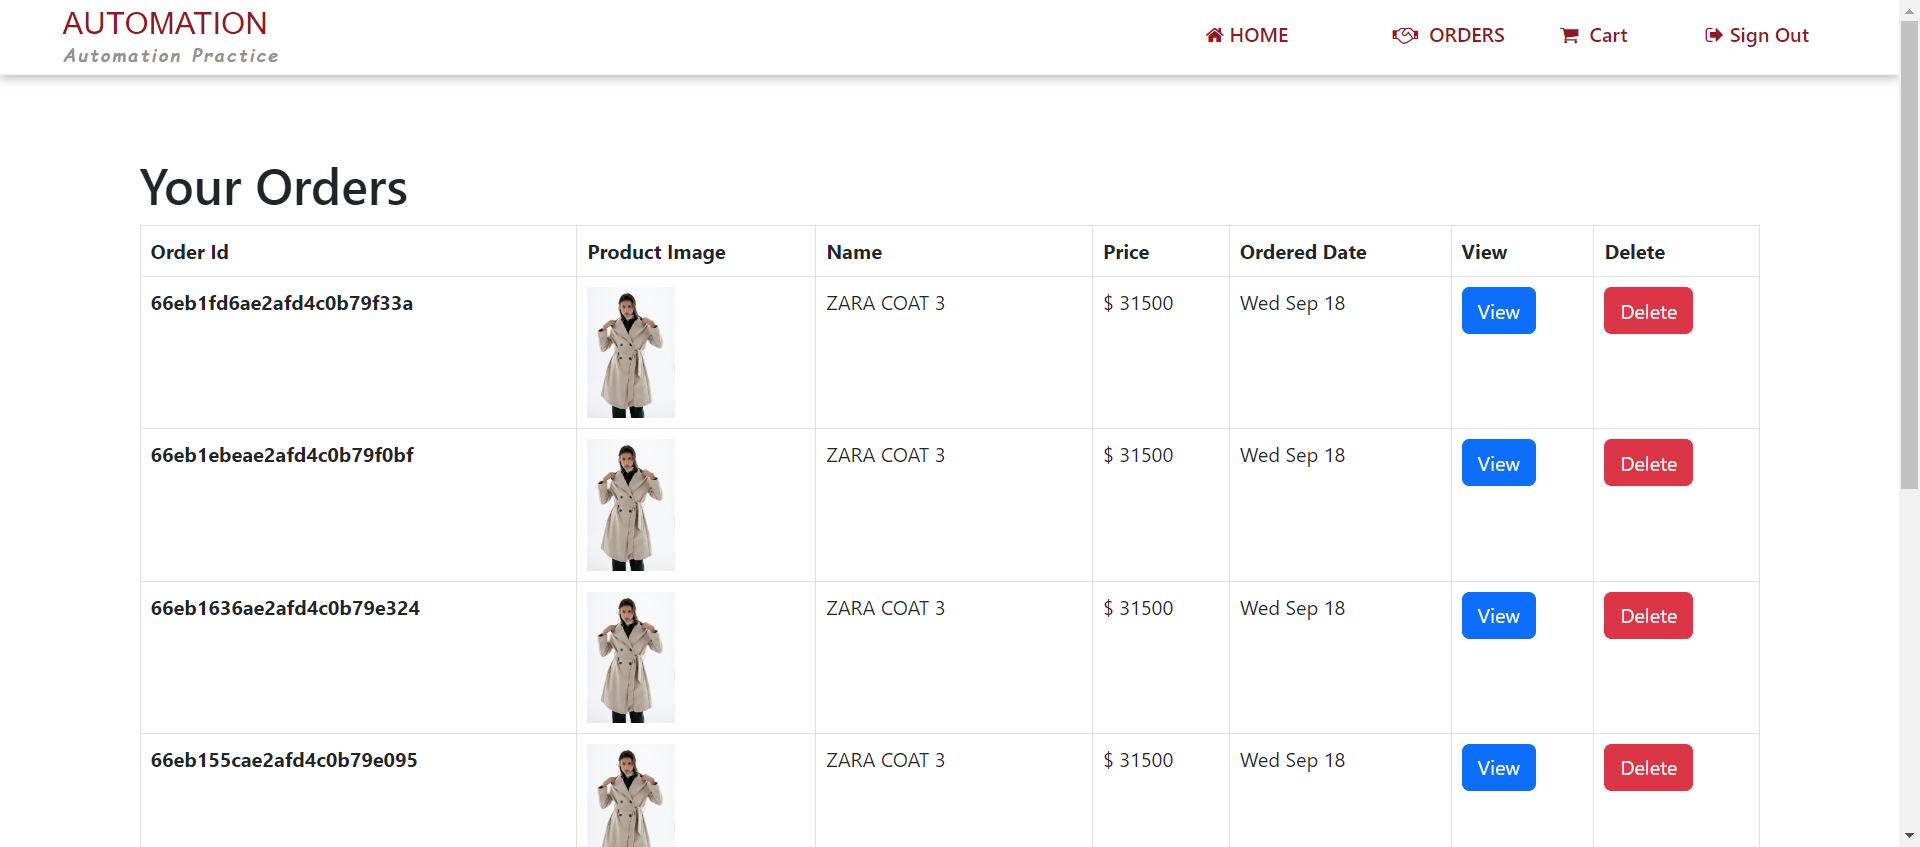 AUTOMATION
Automation Practice
HOME ORDERS Cart Sign Out
Your Orders
Order Id Product Image Name Price Ordered Date View Delete
66eb1fd6ae2afd4c0b79f33a ZARA COAT 3 $ 31500 Wed Sep 18 View Delete
66eb1ebeae2afd4c0b79f0bf ZARA COAT 3 $ 31500 Wed Sep 18 View Delete
66eb1636ae2afd4c0b79e324 ZARA COAT 3 $ 31500 Wed Sep 18 View Delete
66eb155cae2afd4c0b79e095 ZARA COAT 3 $ 31500 Wed Sep 18 View Delete